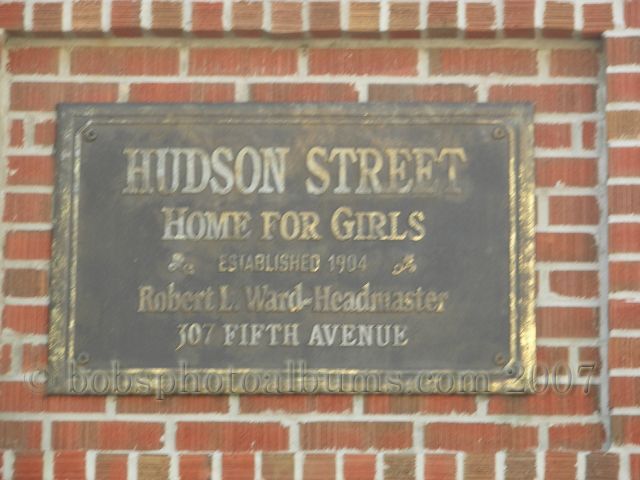 HUDSON STREET
HOME FOR GIRLS
ESTABLISHED 1904
Robert L. Ward-Headmaster
307 FIFTH AVENUE
© bobsphotoalbums.com 2007